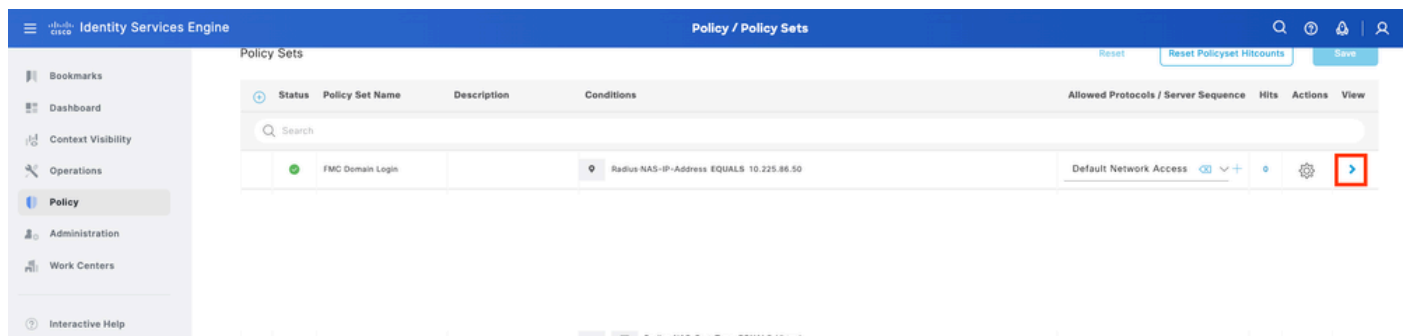 cisco Identity Services Engine
Policy / Policy Sets
Policy Sets
Reset
Reset Policyset Hitcounts
Save
Bookmarks
Dashboard
Context Visibility
Operations
Policy
Administration
Work Centers
Interactive Help
Status Policy Set Name Description Conditions Allowed Protocols / Server Sequence Hits Actions View
Search
FMC Domain Login Radius·NAS-IP-Address EQUALS 10.225.86.50 Default Network Access 0